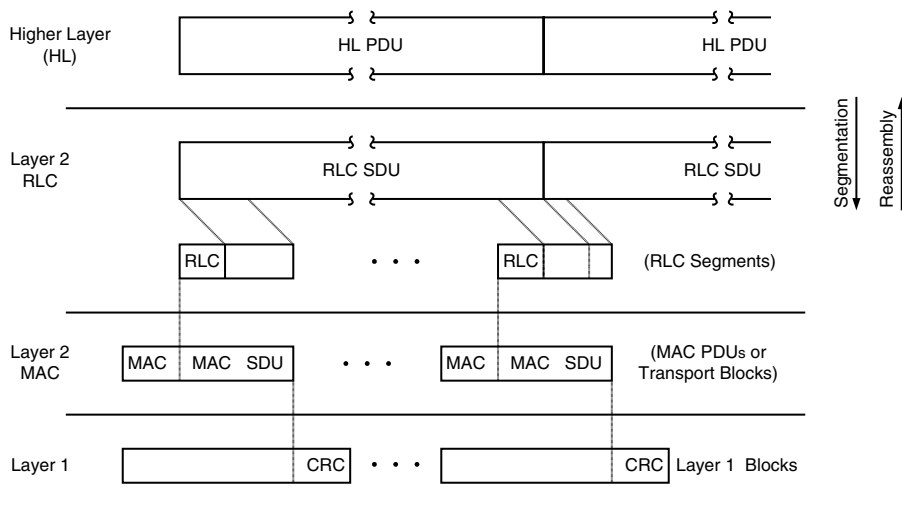 Higher Layer
(HL)
HL PDU
HL PDU
Segmentation
Reassembly
Layer 2
RLC
RLC SDU
RLC SDU
RLC
RLC
(RLC Segments)
Layer 2
MAC
MAC
MAC SDU
MAC
MAC SDU
(MAC PDUs or
Transport Blocks)
Layer 1
CRC
CRC
Layer 1 Blocks